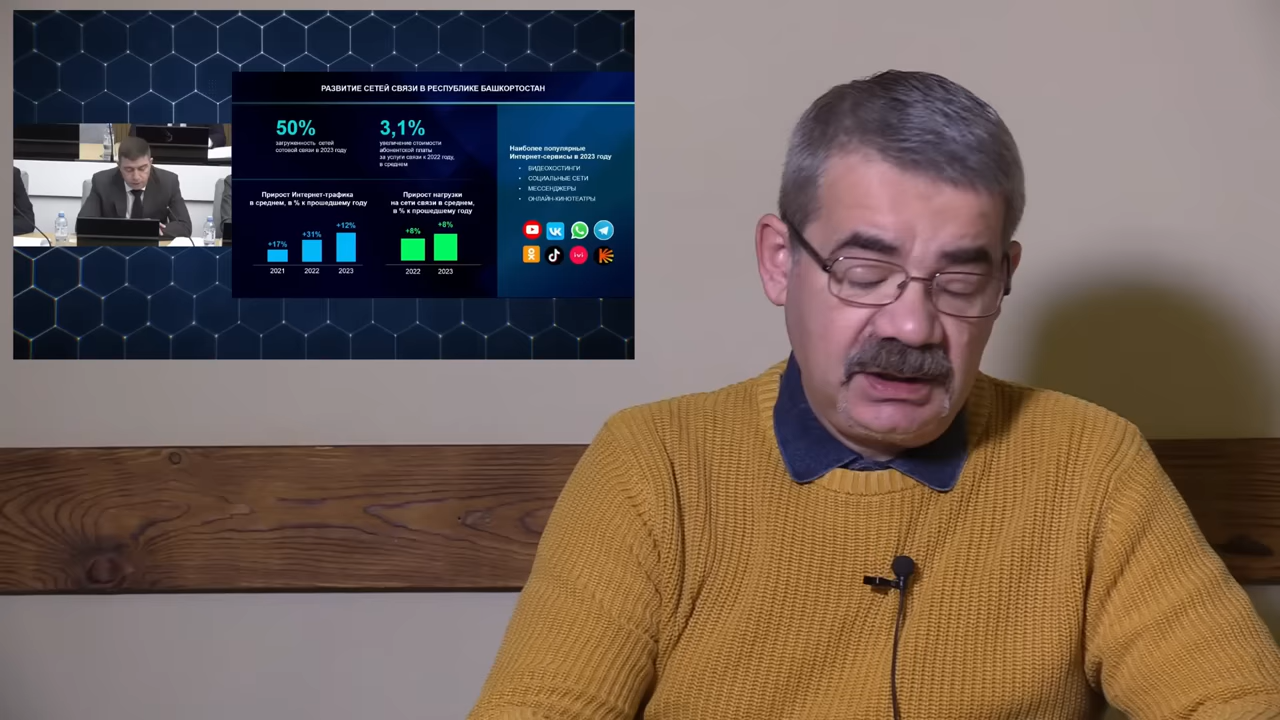 РАЗВИТИЕ СЕТЕЙ СВЯЗИ В РЕСПУБЛИКЕ БАШКОРТОСТАН
50%
загруженность сетей
сотовой связи в 2023 году
3,1%
увеличение стоимости
абонентской платы
за услуги связи к 2022 году,
в среднем
Прирост Интернет-трафика
в среднем, в % к прошедшему году
+17%
+31%
+12%
2021
2022
2023
Прирост нагрузки
на сети связи в среднем,
в % к прошедшему году
+8%
+8%
2022
2023
Наиболее популярные
Интернет-сервисы в 2023 году
• ВИДЕОХОСТИНГИ
• СОЦИАЛЬНЫЕ СЕТИ
• МЕССЕНДЖЕРЫ
• ОНЛАЙН-КИНОТЕАТРЫ
ivi